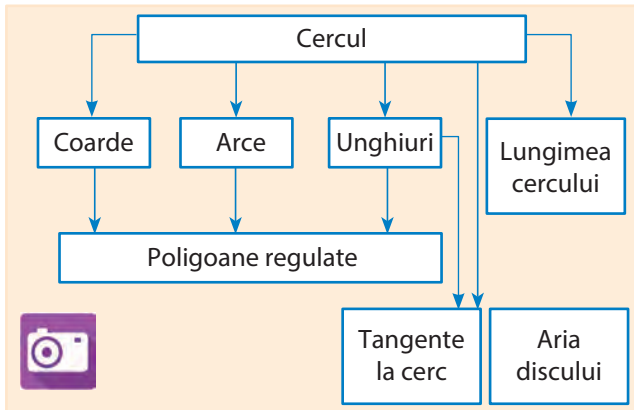 Cercul
Coarde
Arce
Unghiuri
Lungimea
cercului
Poligoane regulate
Tangente
la cerc
Aria
discului